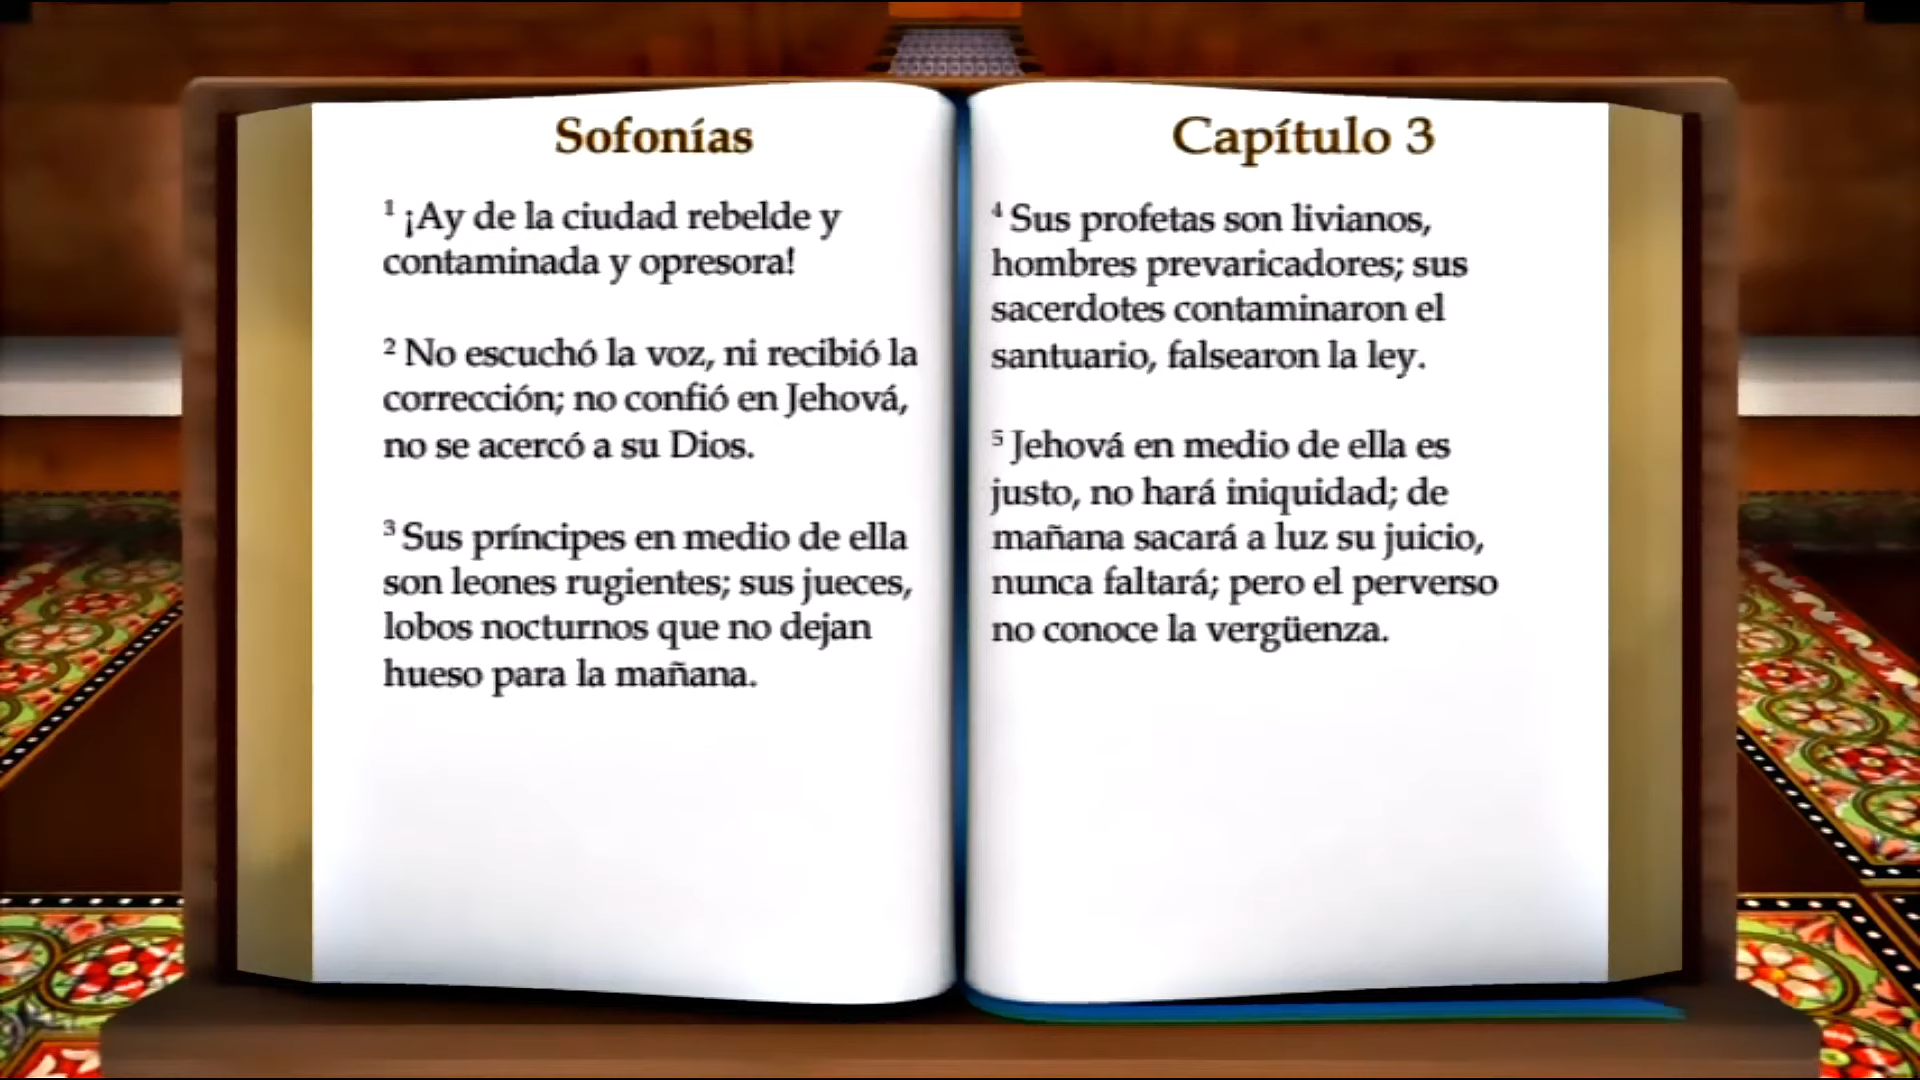 Sofonías
¹ ¡Ay de la ciudad rebelde y
contaminada y opresora!
² No escuchó la voz, ni recibió la
corrección; no confió en Jehová,
no se acercó a su Dios.
³ Sus príncipes en medio de ella
son leones rugientes; sus jueces,
lobos nocturnos que no dejan
hueso para la mañana.
Capítulo 3
⁴ Sus profetas son livianos,
hombres prevaricadores; sus
sacerdotes contaminaron el
santuario, falsearon la ley.
⁵ Jehová en medio de ella es
justo, no hará iniquidad; de
mañana sacará a luz su juicio,
nunca faltará; pero el perverso
no conoce la vergüenza.